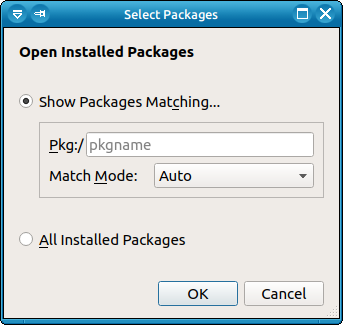 Select Packages
Open Installed Packages
Show Packages Matching...
Pkg:/ pkgname
Match Mode: Auto
All Installed Packages
OK Cancel